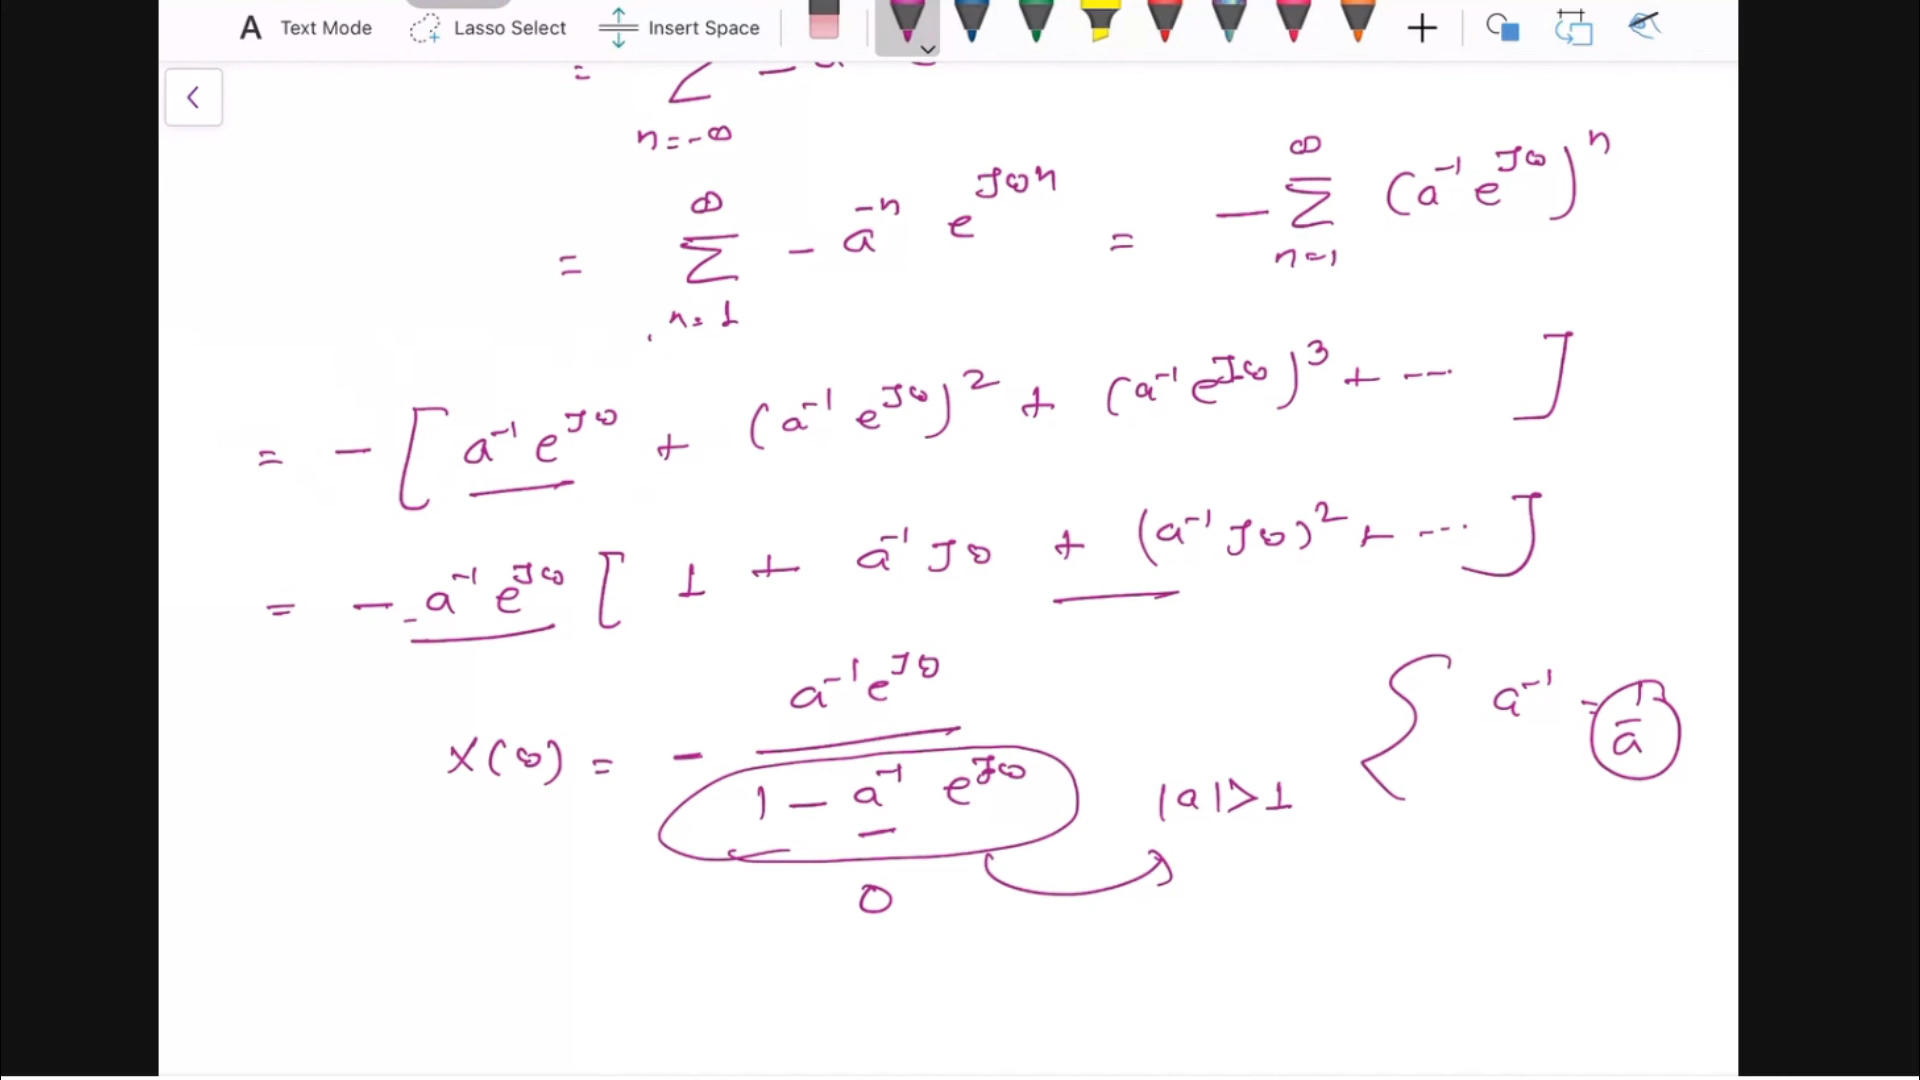 A Text Mode Lasso Select Insert Space
= Σ -
n=-∞
= ∞ Σ n=1 - a^-n e^Jωn = - ∞ Σ n=1 (a^-1 e^Jω)^n
= - [ a^-1 e^Jω + (a^-1 e^Jω)^2 + (a^-1 e^Jω)^3 + --- ]
= - a^-1 e^Jω [ 1 + a^-1 Jω + (a^-1 Jω)^2 + --- ]
X(ω) = - a^-1 e^Jω / 1 - a^-1 e^Jω |a|>1 { a^-1 = 1/a
0